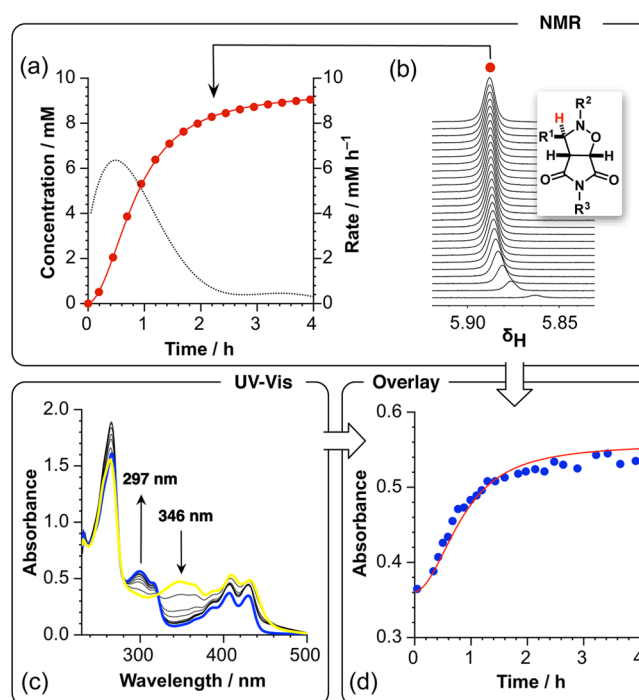 NMR
(a)
(b)
10
8
6
4
2
0
Concentration / mM
10
8
6
4
2
0
Rate / mM h⁻¹
0 1 2 3 4
Time / h
H
R¹
R²
N
O
H
H
O
N
O
R³
5.90 5.85
δH
UV-Vis
Overlay
2.0
1.5
1.0
0.5
0.0
Absorbance
297 nm
346 nm
300 400 500
Wavelength / nm
(c)
0.6
0.5
0.4
0.3
Absorbance
0 1 2 3 4
Time / h
(d)